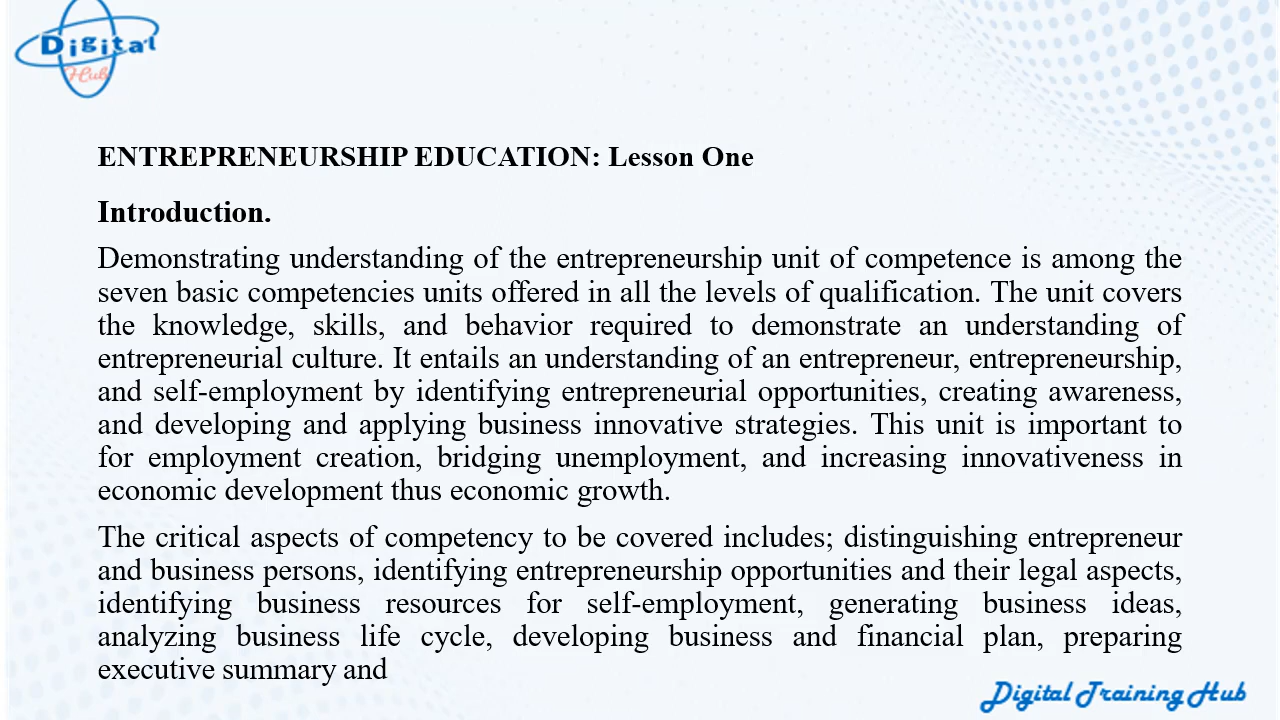 Digital
Hub
ENTREPRENEURSHIP EDUCATION: Lesson One
Introduction.
Demonstrating understanding of the entrepreneurship unit of competence is among the
seven basic competencies units offered in all the levels of qualification. The unit covers
the knowledge, skills, and behavior required to demonstrate an understanding of
entrepreneurial culture. It entails an understanding of an entrepreneur, entrepreneurship,
and self-employment by identifying entrepreneurial opportunities, creating awareness,
and developing and applying business innovative strategies. This unit is important to
for employment creation, bridging unemployment, and increasing innovativeness in
economic development thus economic growth.
The critical aspects of competency to be covered includes; distinguishing entrepreneur
and business persons, identifying entrepreneurship opportunities and their legal aspects,
identifying business resources for self-employment, generating business ideas,
analyzing business life cycle, developing business and financial plan, preparing
executive summary and
Digital Training Hub